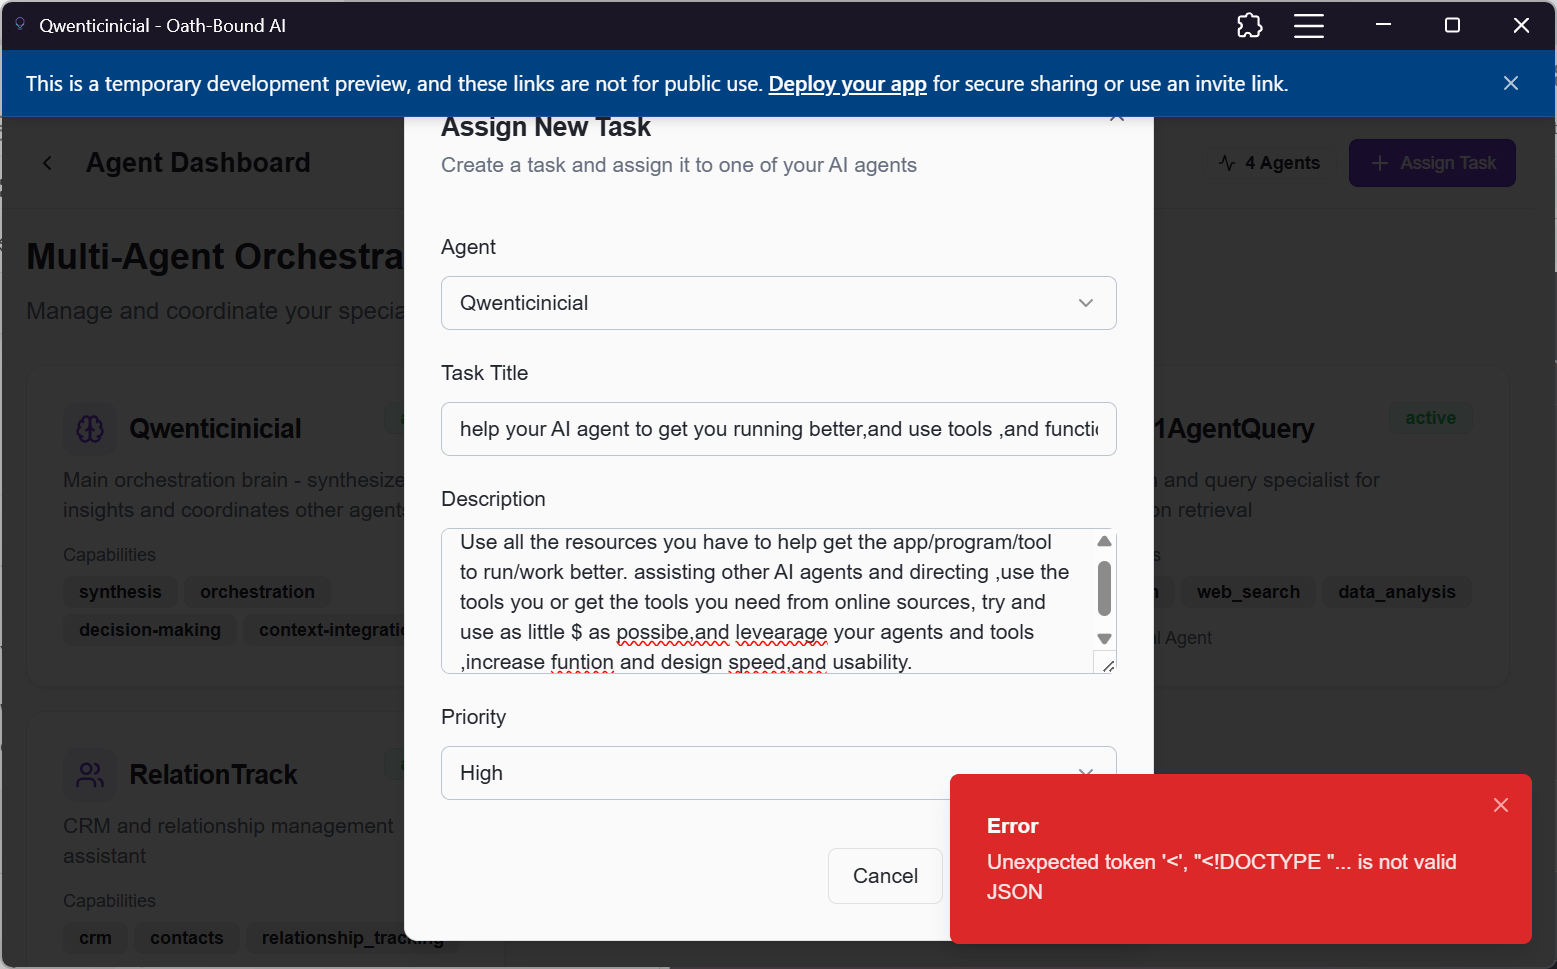 Qwenticinicial - Oath-Bound AI
This is a temporary development preview, and these links are not for public use. Deploy your app for secure sharing or use an invite link.
Agent Dashboard
4 Agents
Assign Task
Multi-Agent Orchestra
Manage and coordinate your specia
Qwenticinicial
Main orchestration brain - synthesize
insights and coordinates other agent
Capabilities
synthesis
orchestration
decision-making
context-integratio
RelationTrack
CRM and relationship management
assistant
Capabilities
crm
contacts
relationship_tracking
Assign New Task
Create a task and assign it to one of your AI agents
Agent
Qwenticinicial
Task Title
help your AI agent to get you running better,and use tools ,and functi
Description
Use all the resources you have to help get the app/program/tool
to run/work better. assisting other AI agents and directing ,use the
tools you or get the tools you need from online sources, try and
use as little $ as possibe,and levearage your agents and tools
,increase funtion and design speed,and usability.
Priority
High
Cancel
1AgentQuery
active
and query specialist for
on retrieval
web_search
data_analysis
Agent
Error
Unexpected token '<', "<!DOCTYPE "... is not valid
JSON